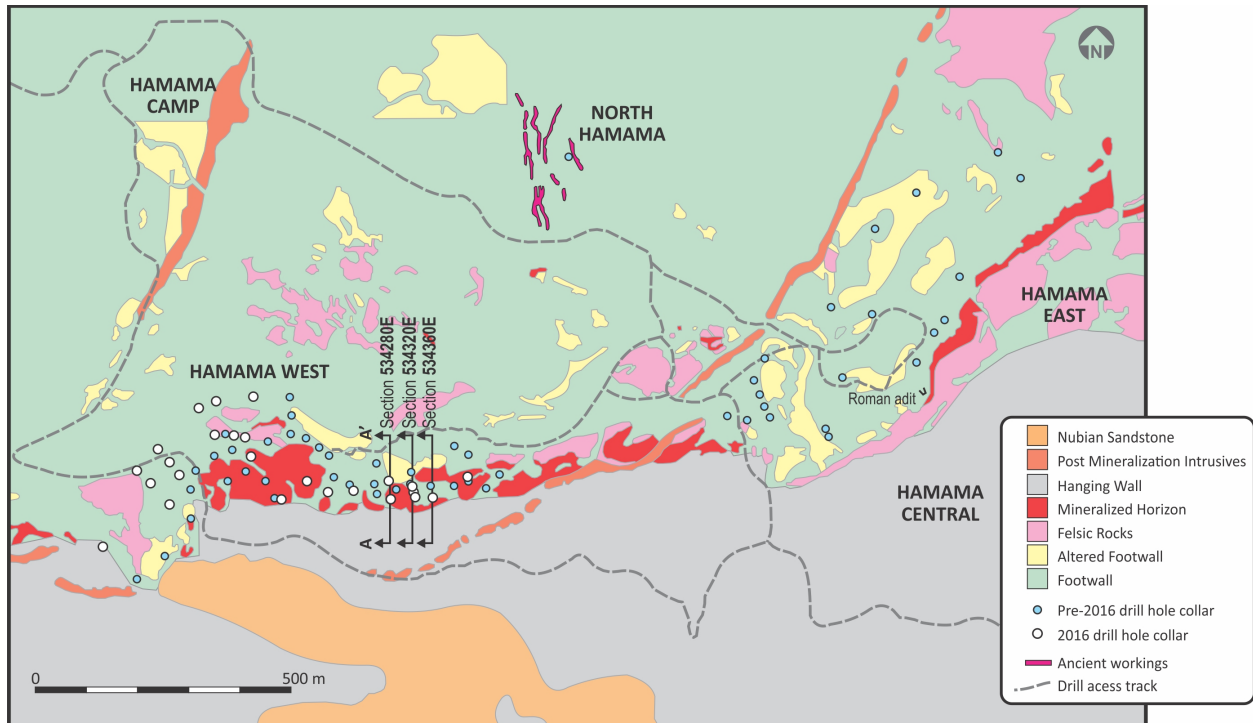 N
HAMAMA
CAMP
NORTH
HAMAMA
HAMAMA
EAST
HAMAMA WEST
Section 534280E
Section 534320E
Section 534360E
A'
A
Roman adit
HAMAMA
CENTRAL
0
500 m
Nubian Sandstone
Post Mineralization Intrusives
Hanging Wall
Mineralized Horizon
Felsic Rocks
Altered Footwall
Footwall
Pre-2016 drill hole collar
2016 drill hole collar
Ancient workings
Drill acess track